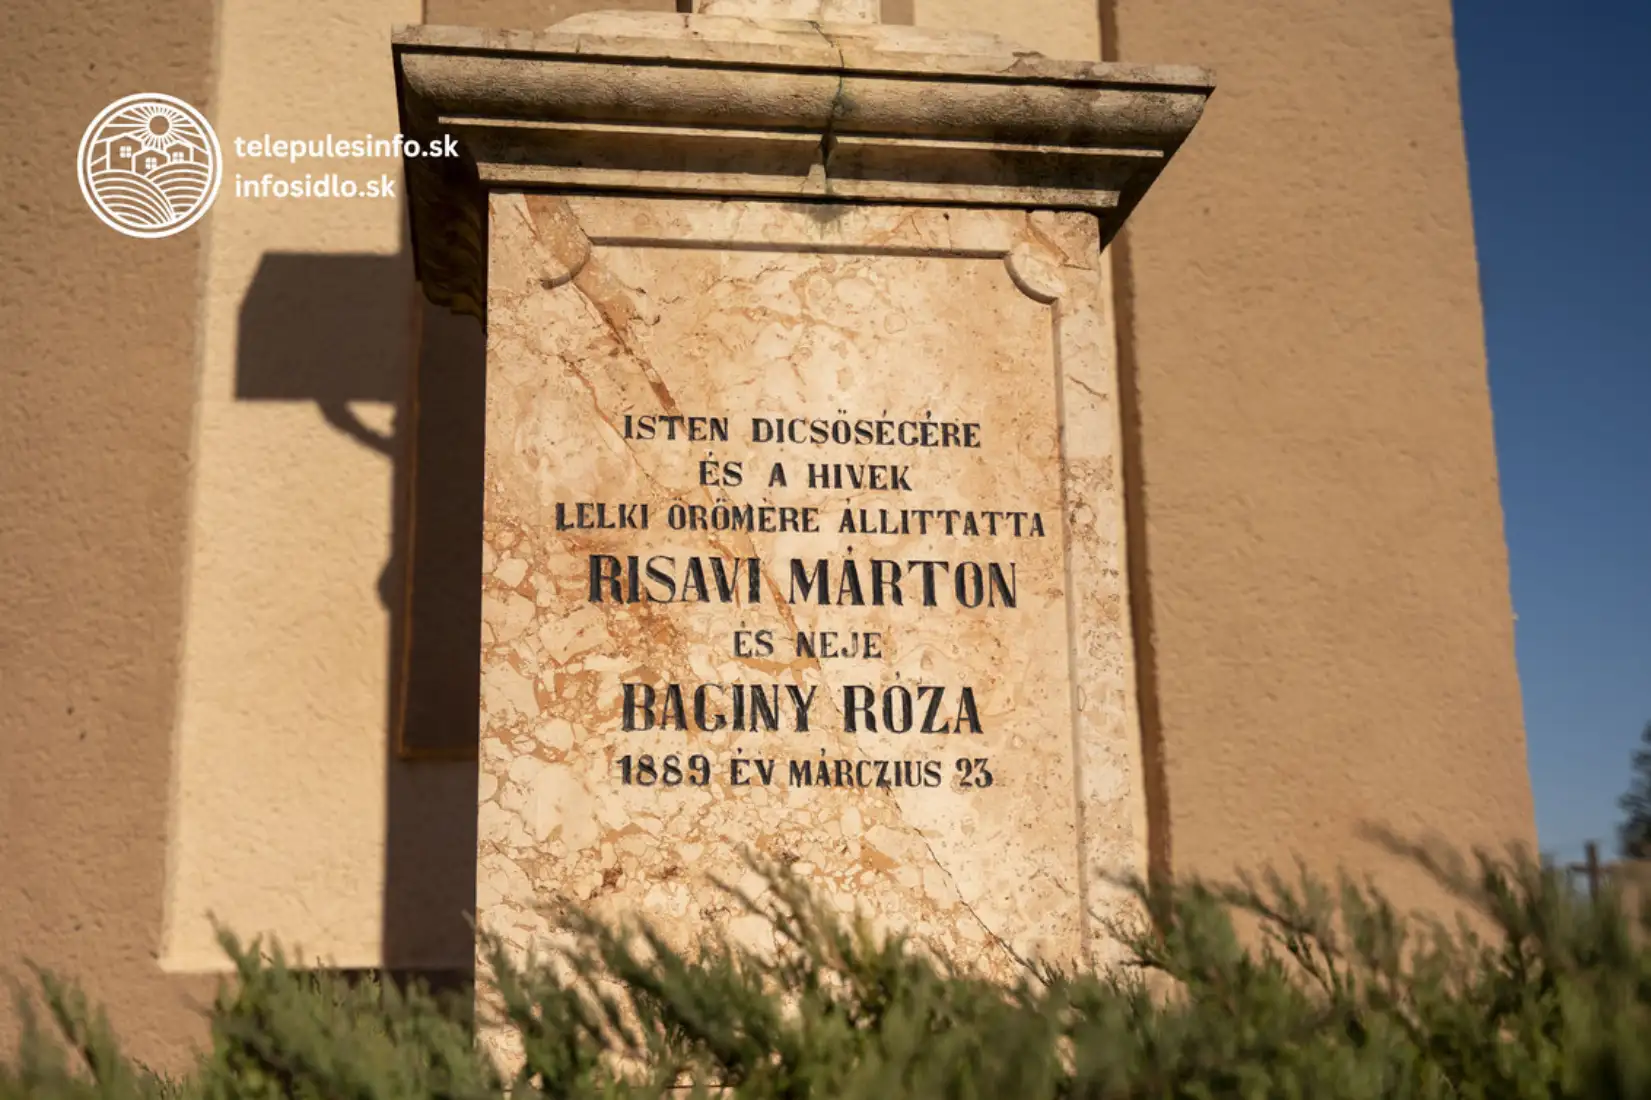 telepulesinfo.sk
infosidlo.sk
ISTEN DICSÖSÉGÉRE
ÉS A HIVEK
LELKI ÖRÖMÉRE ÁLLITTATTA
RISAVI MÁRTON
ÉS NEJE
BAGINY RÓZA
1889 ÉV MÁRCZIUS 23